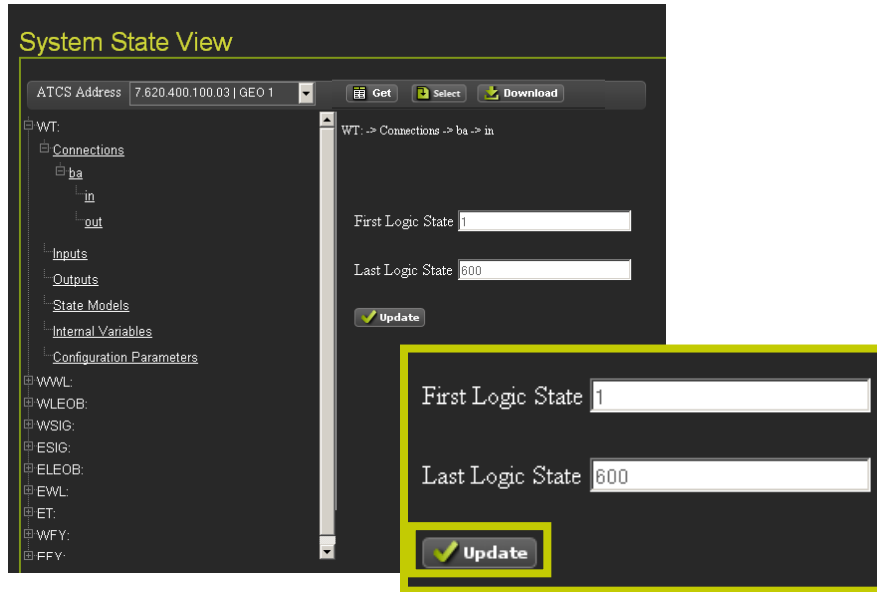 System State View
ATCS Address 7.620.400.100.03 | GEO 1 Get Select Download
WT:
WT: -> Connections -> ba -> in
Connections
ba
in
out
First Logic State 1
Inputs
Last Logic State 600
Outputs
State Models
Update
Internal Variables
Configuration Parameters
WWL:
WLEOB:
WSIG:
ESIG:
ELEOB:
EWL:
ET:
WFY:
First Logic State 1
Last Logic State 600
Update